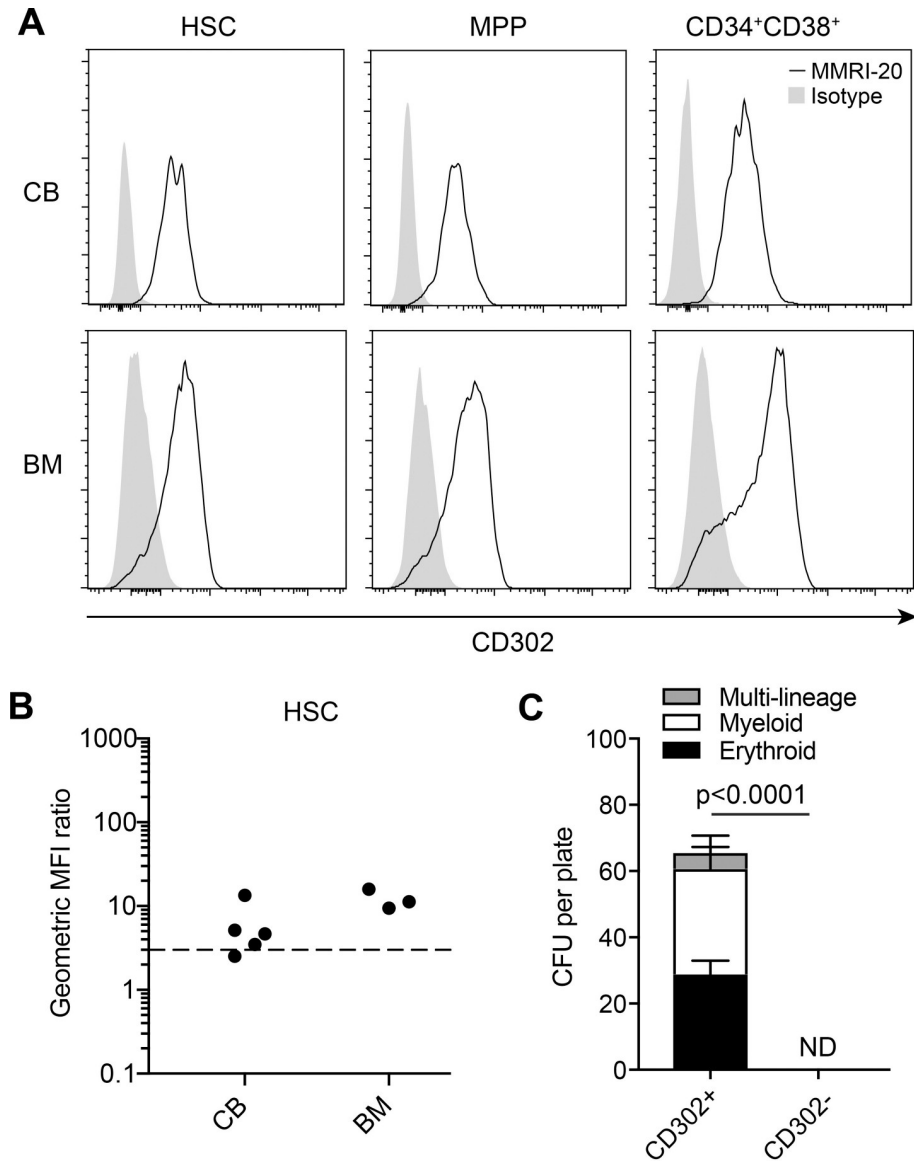 A
HSC
MPP
CD34⁺CD38⁺
MMRI-20
Isotype
CB
BM
CD302
B
HSC
Geometric MFI ratio
1000
100
10
1
0.1
CB
BM
C
Multi-lineage
Myeloid
Erythroid
CFU per plate
100
80
60
40
20
0
p<0.0001
ND
CD302+
CD302-